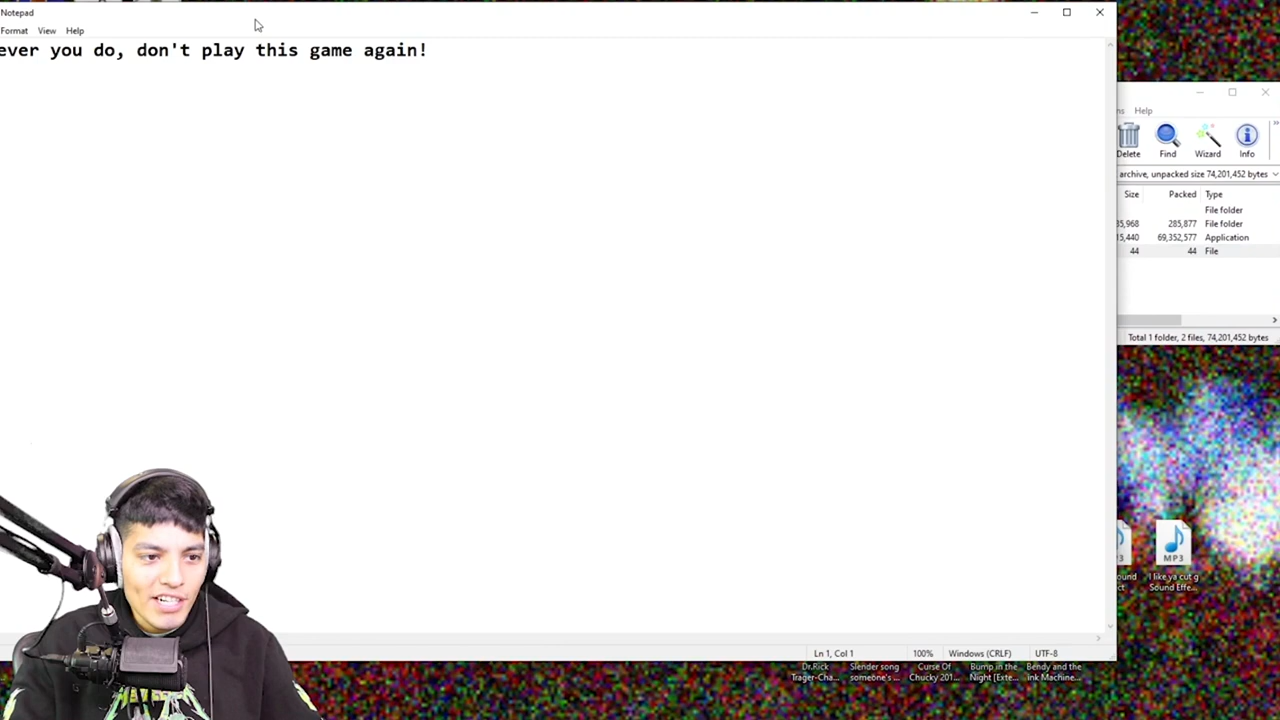 Notepad
Format View Help
ever you do, don't play this game again!
Help
Delete Find Wizard Info
archive, unpacked size 74,201,452 bytes
Size Packed Type
File folder
285,877 File folder
69,352,577 Application
44 44 File
Total 1 folder, 2 files, 74,201,452 bytes
MP3
I like ya cut g
Sound Effe...
Ln 1, Col 1 100% Windows (CRLF) UTF-8
Dr.Rick
Trager-Cha...
Slender song
someone's ...
Curse Of
Chucky 201...
Bump in the
Night [Exte...
Bendy and the
Ink Machine...